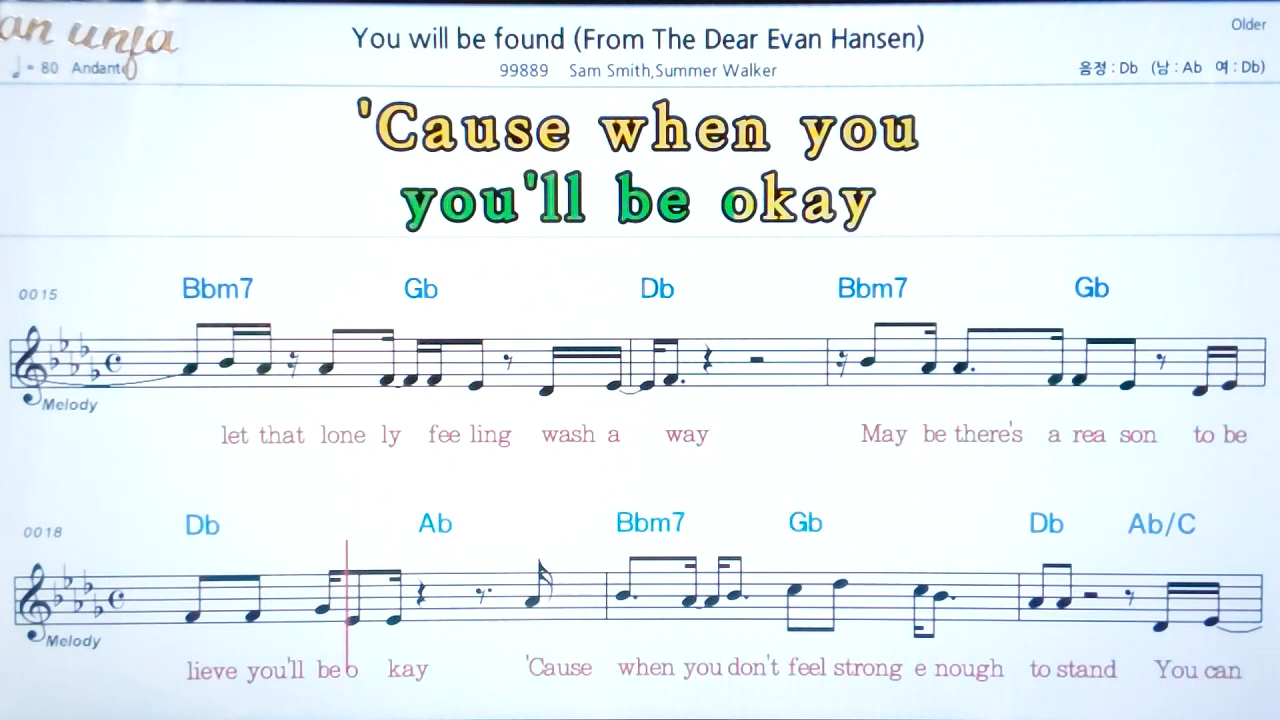 an unfa
You will be found (From The Dear Evan Hansen)
Older
♩= 80 Andante
99889 Sam Smith,Summer Walker
음정 : Db (남 : Ab 여 : Db)
'Cause when you
you'll be okay
0015 Bbm7 Gb Db Bbm7 Gb
Melody
let that lone ly fee ling wash a way May be there's a rea son to be
0018 Db Ab Bbm7 Gb Db Ab/C
Melody
lieve you'll be o kay 'Cause when you don't feel strong e nough to stand You can